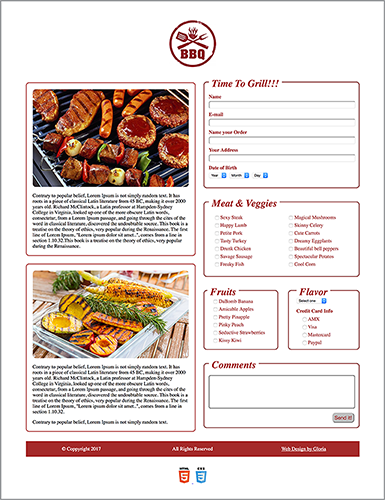 BBQ
Contrary to popular belief, Lorem Ipsum is not simply random text. It has
roots in a piece of classical Latin literature from 45 BC, making it over 2000
years old. Richard McClintock, a Latin professor at Hampden-Sydney
College in Virginia, looked up one of the more obscure Latin words,
consectetur, from a Lorem Ipsum passage, and going through the cites of the
word in classical literature, discovered the undoubtable source. This book is a
treatise on the theory of ethics, very popular during the Renaissance. The first
line of Lorem Ipsum, "Lorem ipsum dolor sit amet..", comes from a line in
section 1.10.32.This book is a treatise on the theory of ethics, very popular
during the Renaissance.
Contrary to popular belief, Lorem Ipsum is not simply random text. It has
roots in a piece of classical Latin literature from 45 BC, making it over 2000
years old. Richard McClintock, a Latin professor at Hampden-Sydney
College in Virginia, looked up one of the more obscure Latin words,
consectetur, from a Lorem Ipsum passage, and going through the cites of the
word in classical literature, discovered the undoubtable source. This book is a
treatise on the theory of ethics, very popular during the Renaissance. The first
line of Lorem Ipsum, "Lorem ipsum dolor sit amet..", comes from a line in
section 1.10.32.
Contrary to popular belief, Lorem Ipsum is not simply random text.
Time To Grill!!!
Name
E-mail
Name your Order
Your Address
Date of Birth
Year Month Day
Meat & Veggies
Sexy Steak
Happy Lamb
Petite Pork
Tasty Turkey
Drunk Chicken
Savage Sausage
Freaky Fish
Magical Mushrooms
Skinny Celery
Cute Carrots
Dreamy Eggplants
Beautiful bell peppers
Spectacular Potatos
Cool Corn
Fruits
Dalkomb Banana
Amicable Apples
Pretty Pinapple
Pinky Peach
Seductive Strawberries
Kissy Kiwi
Flavor
Select one
Credit Card Info
AMX
Visa
Mastercard
Paypal
Comments
Send it!
© Copyright 2017 All Rights Reserved Web Design by Gloria
HTML CSS
5 3